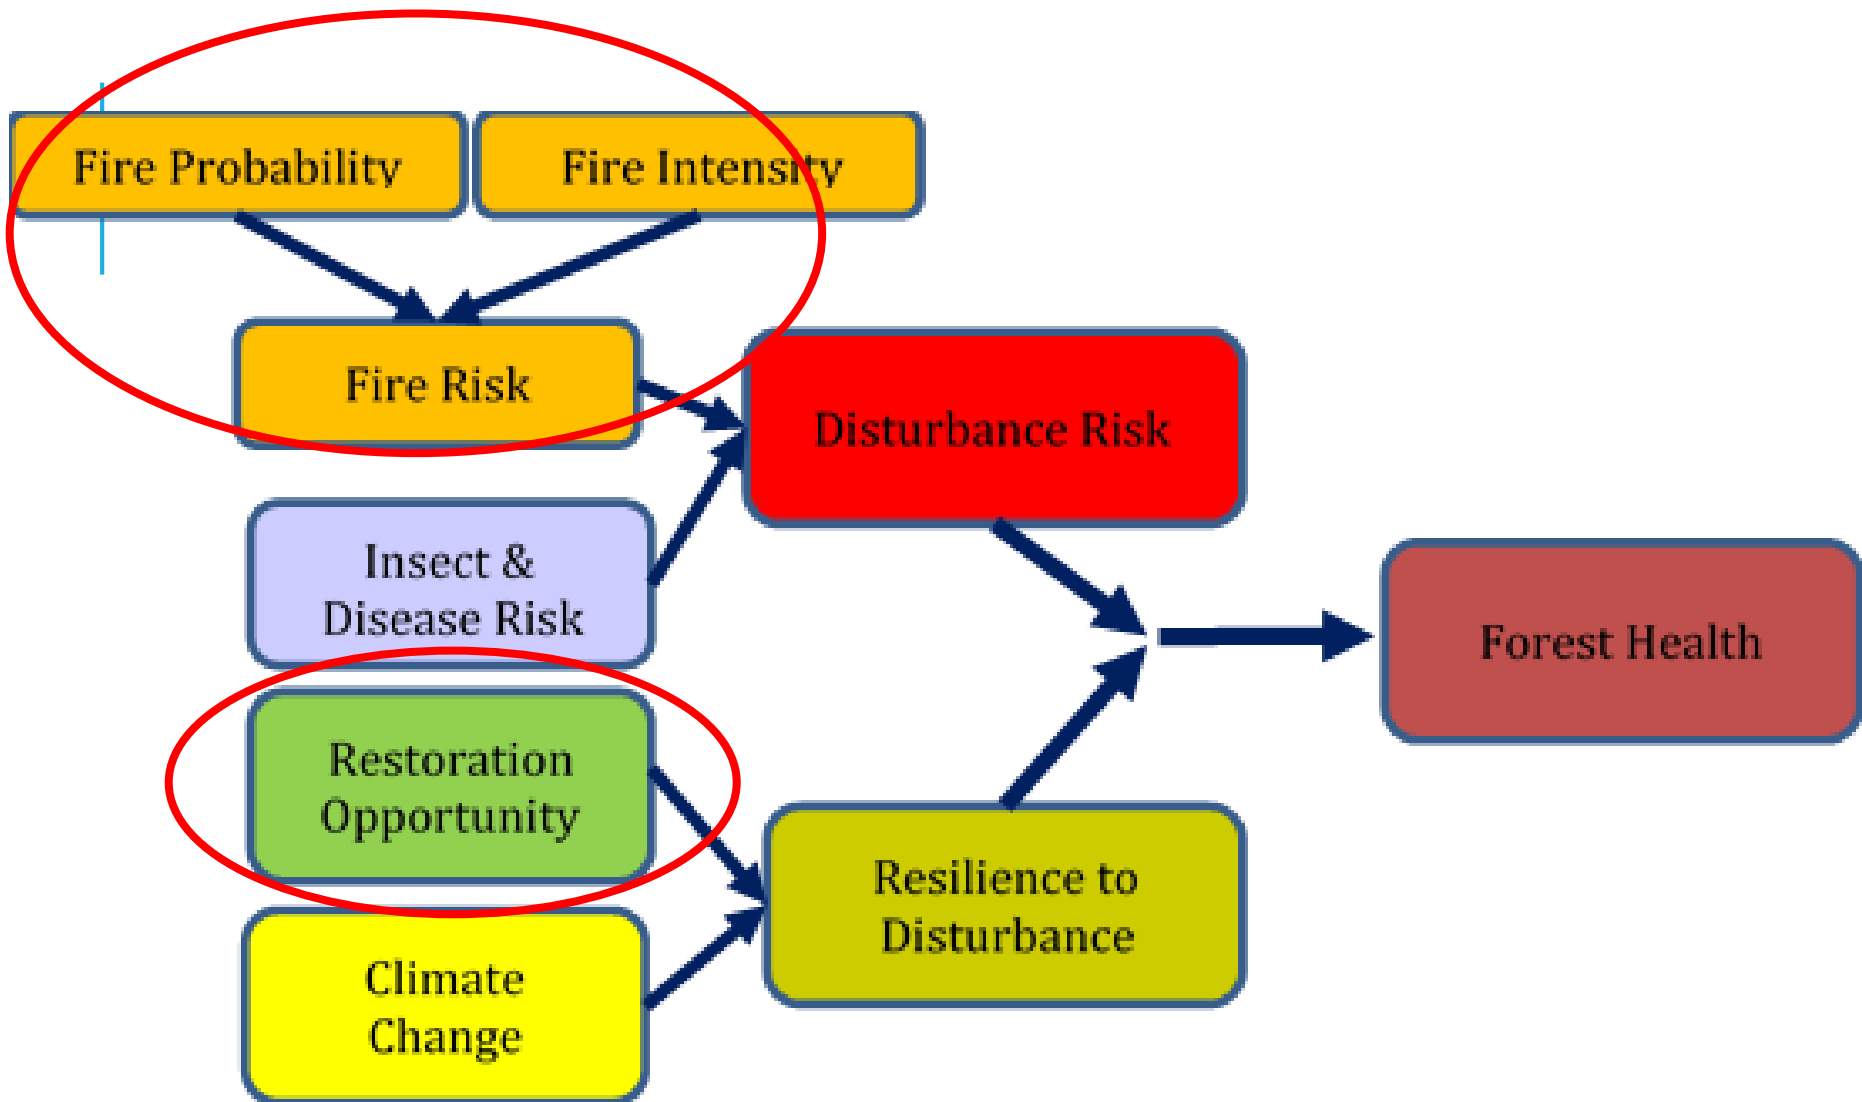 Fire Probability
Fire Intensity
Fire Risk
Disturbance Risk
Insect &
Disease Risk
Forest Health
Restoration
Opportunity
Resilience to
Disturbance
Climate
Change